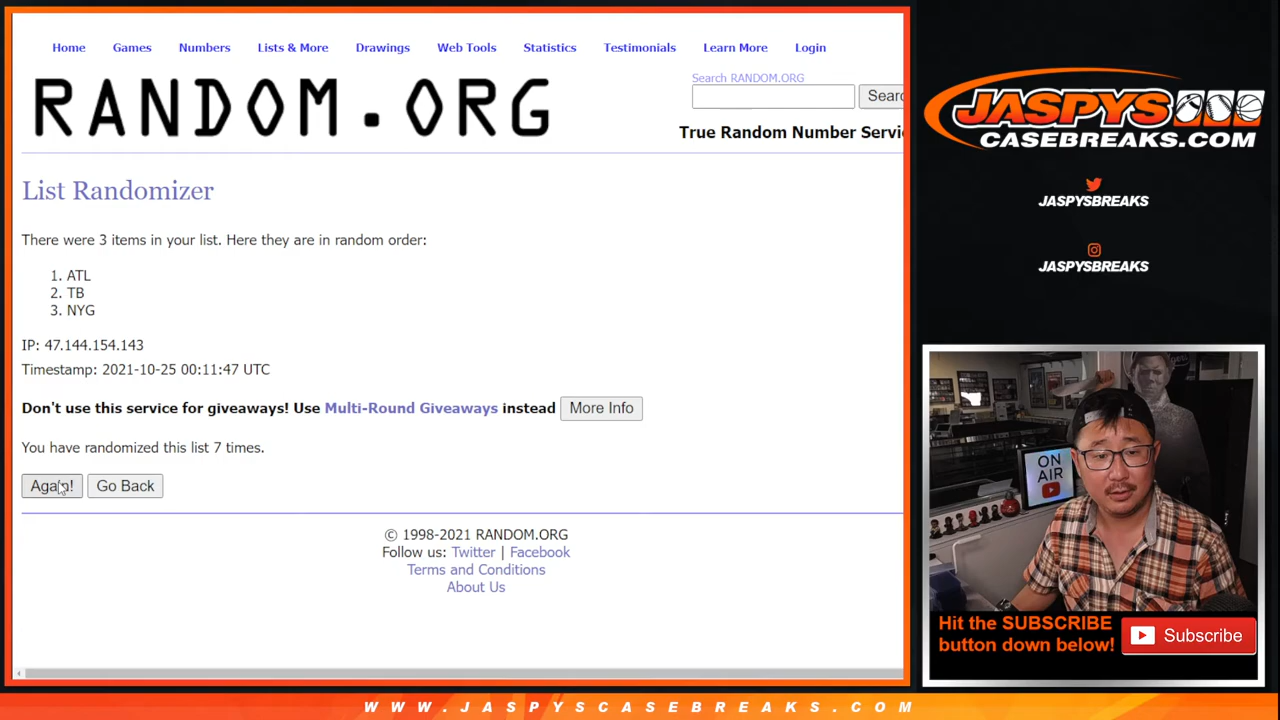 Home Games Numbers Lists & More Drawings Web Tools Statistics Testimonials Learn More Login
RANDOM.ORG
Search RANDOM.ORG
True Random Number Servi
List Randomizer
There were 3 items in your list. Here they are in random order:
1. ATL
2. TB
3. NYG
IP: 47.144.154.143
Timestamp: 2021-10-25 00:11:47 UTC
Don't use this service for giveaways! Use Multi-Round Giveaways instead More Info
You have randomized this list 7 times.
Again! Go Back
© 1998-2021 RANDOM.ORG
Follow us: Twitter | Facebook
Terms and Conditions
About Us
JASPYS
CASEBREAKS.COM
JASPYSBREAKS
JASPYSBREAKS
ON
AIR
Hit the SUBSCRIBE
button down below!
Subscribe
WWW.JASPYSCASEBREAKS.COM